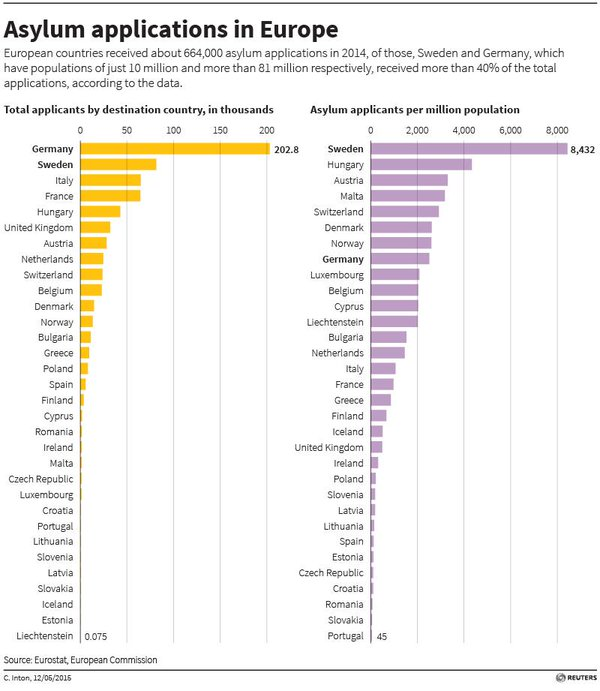 Asylum applications in Europe
European countries received about 664,000 asylum applications in 2014, of those, Sweden and Germany, which
have populations of just 10 million and more than 81 million respectively, received more than 40% of the total
applications, according to the data.
Total applicants by destination country, in thousands
0 50 100 150 200
Germany 202.8
Sweden
Italy
France
Hungary
United Kingdom
Austria
Netherlands
Switzerland
Belgium
Denmark
Norway
Bulgaria
Greece
Poland
Spain
Finland
Cyprus
Romania
Ireland
Malta
Czech Republic
Luxembourg
Croatia
Portugal
Lithuania
Slovenia
Latvia
Slovakia
Iceland
Estonia
Liechtenstein 0.075
Asylum applicants per million population
0 2,000 4,000 6,000 8,000
Sweden 8,432
Hungary
Austria
Malta
Switzerland
Denmark
Norway
Germany
Luxembourg
Belgium
Cyprus
Liechtenstein
Bulgaria
Netherlands
Italy
France
Greece
Finland
Iceland
United Kingdom
Ireland
Poland
Slovenia
Latvia
Lithuania
Spain
Estonia
Czech Republic
Croatia
Romania
Slovakia
Portugal 45
Source: Eurostat, European Commission
C. Inton, 12/05/2015
REUTERS